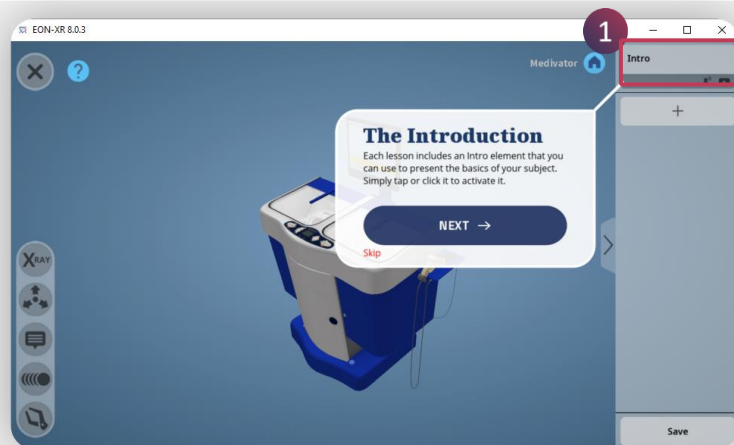 EON-XR 8.0.3
1
Medivator
Intro
+
The Introduction
Each lesson includes an Intro element that you
can use to present the basics of your subject.
Simply tap or click it to activate it.
NEXT →
Skip
XRAY
Save